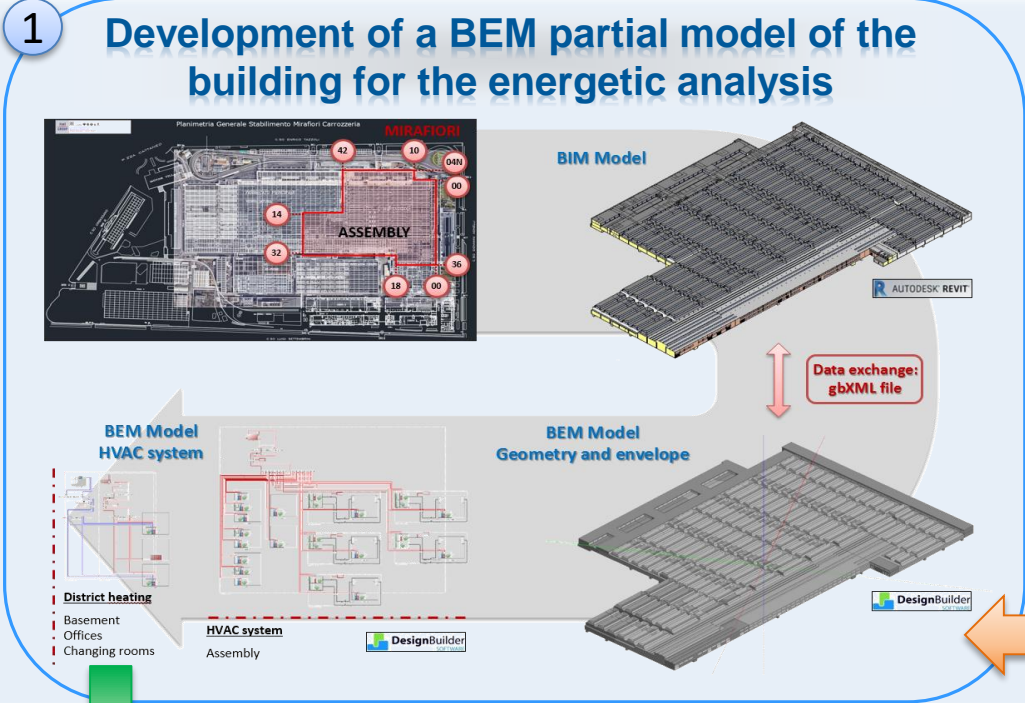 1
Development of a BEM partial model of the
building for the energetic analysis
Planimetria Generale Stabilimento Mirafiori Carrozzeria
MIRAFIORI
42
10
04N
00
14
ASSEMBLY
32
36
18
00
BIM Model
AUTODESK® REVIT®
Data exchange:
gbXML file
BEM Model
HVAC system
BEM Model
Geometry and envelope
District heating
Basement
Offices
Changing rooms
HVAC system
Assembly
DesignBuilder
SOFTWARE
DesignBuilder
SOFTWARE